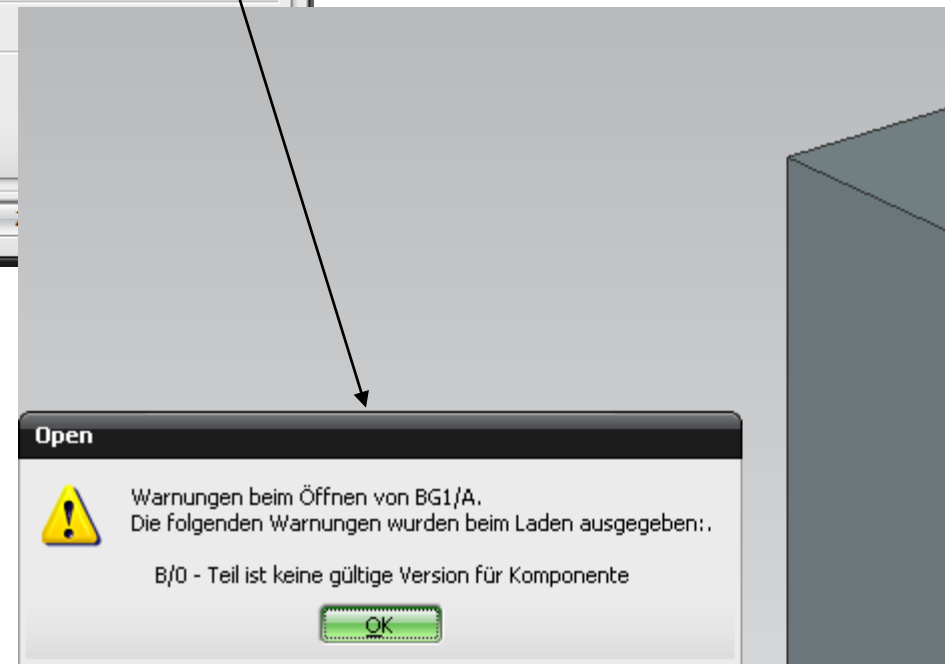 Open
Warnungen beim Öffnen von BG1/A.
Die folgenden Warnungen wurden beim Laden ausgegeben:.
B/0 - Teil ist keine gültige Version für Komponente
OK